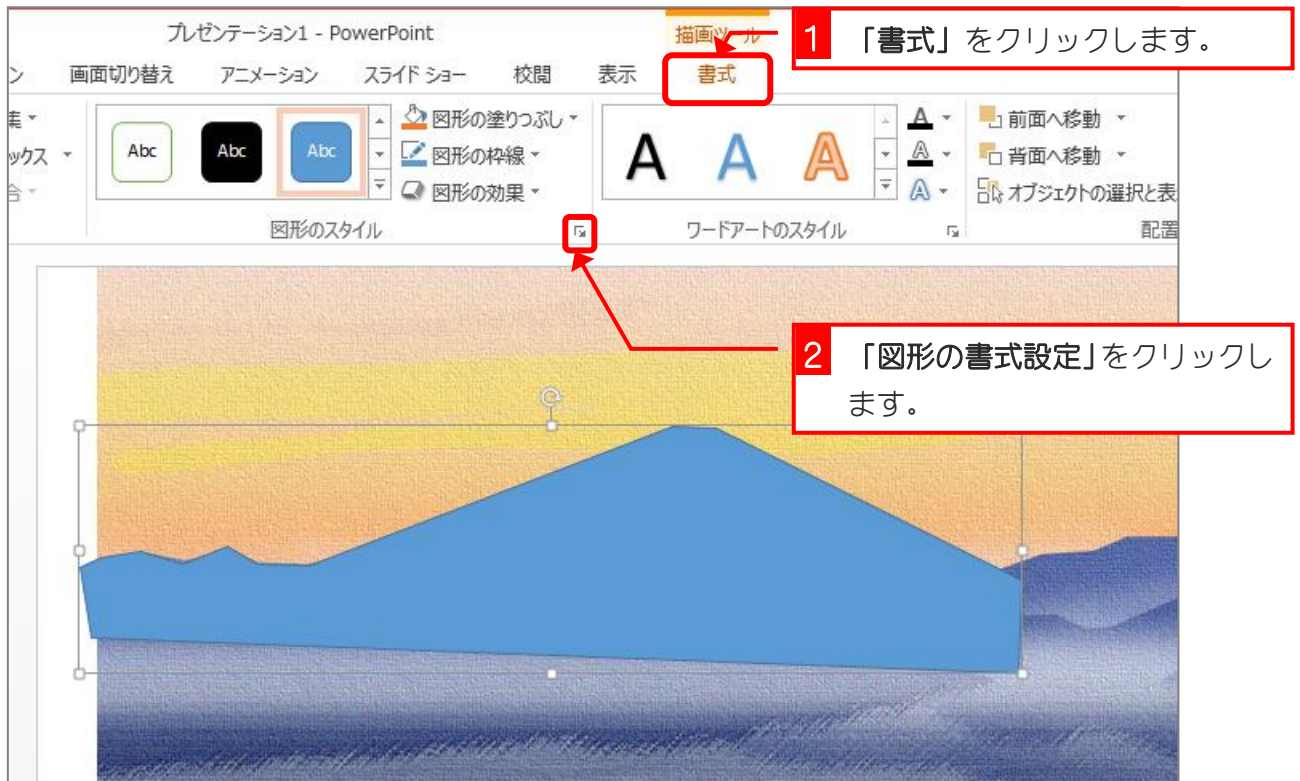 プレゼンテーション1 - PowerPoint
描画ツール
1 「書式」をクリックします。
ン 画面切り替え アニメーション スライド ショー 校閲 表示 書式
集
ックス
合
Abc Abc Abc
図形の塗りつぶし
図形の枠線
図形の効果
図形のスタイル
A A A
A
A
A
ワードアートのスタイル
前面へ移動
背面へ移動
オブジェクトの選択と表
配置
2 「図形の書式設定」をクリックし
ます。